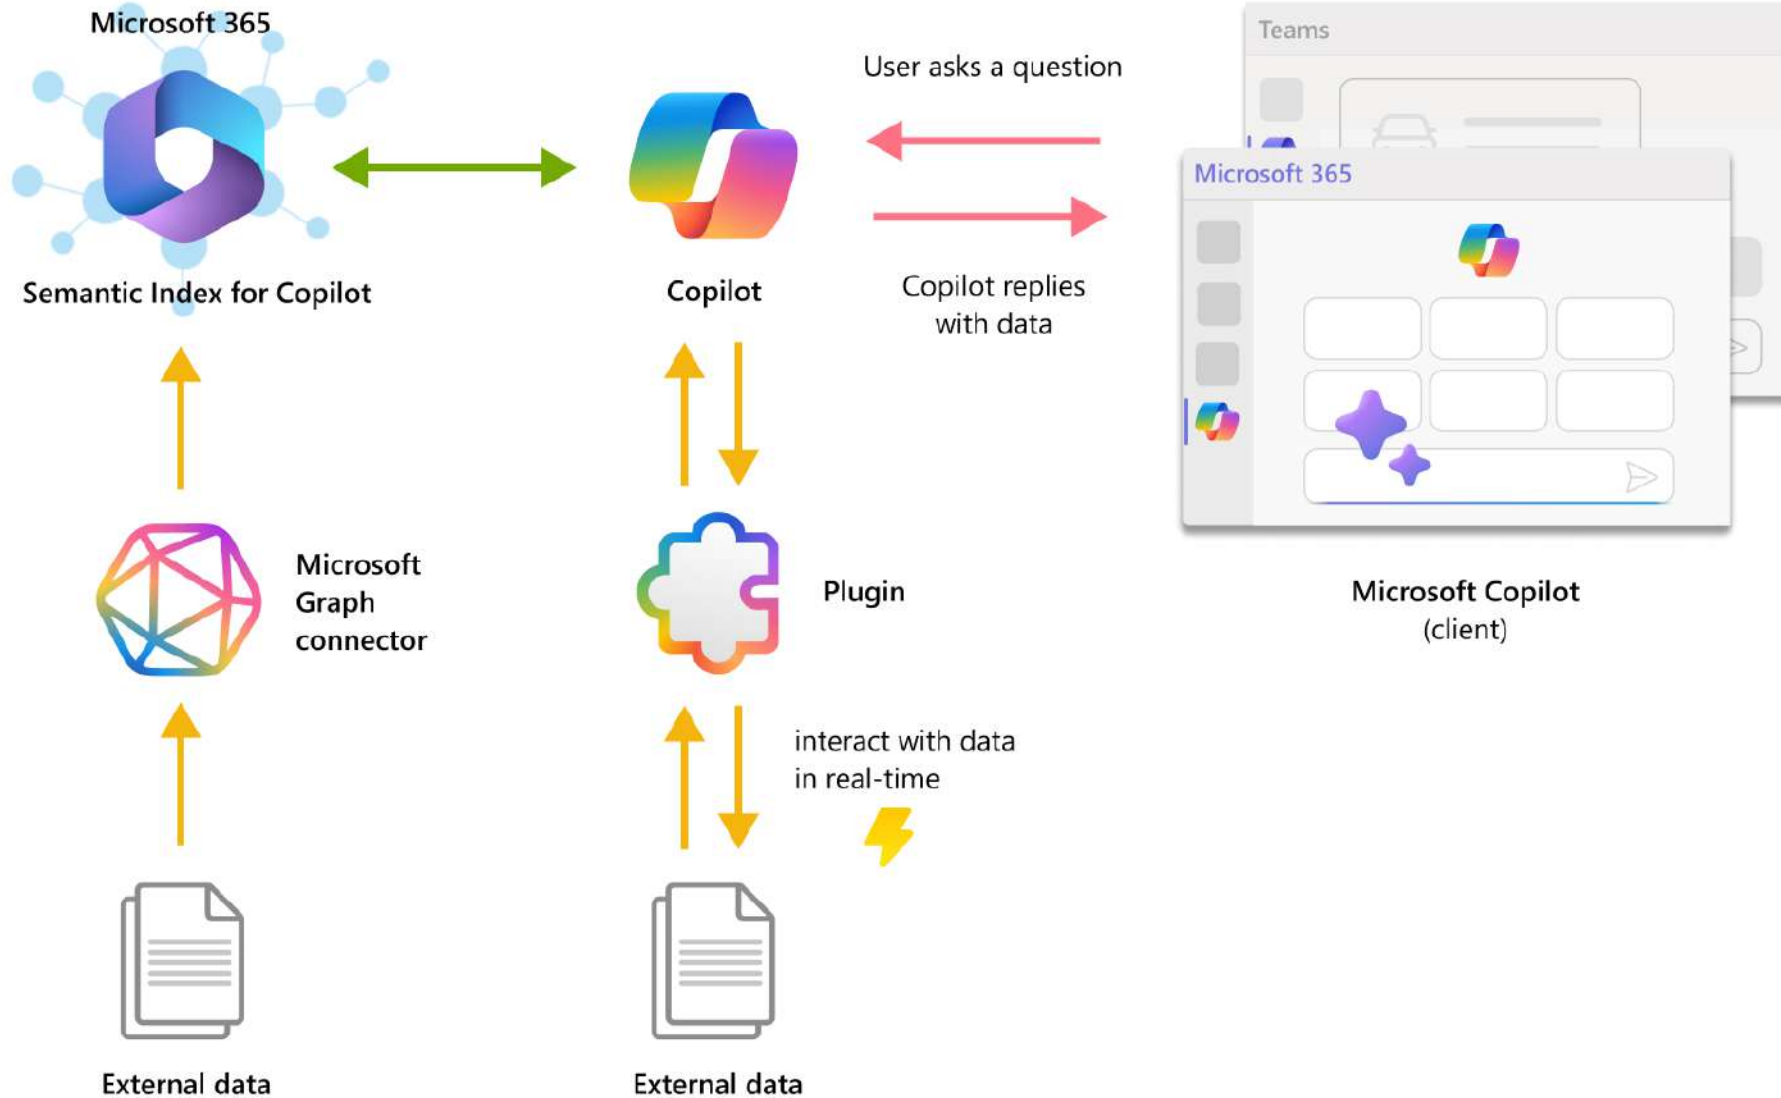 Microsoft 365
Semantic Index for Copilot
Copilot
User asks a question
Copilot replies
with data
Teams
Microsoft 365
Microsoft Copilot
(client)
Microsoft
Graph
connector
Plugin
interact with data
in real-time
External data
External data